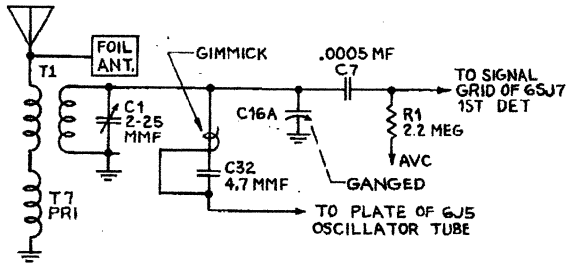 FOIL
ANT.
T1
GIMMICK
.0005 MF
C7
TO SIGNAL
GRID OF 6SJ7
1ST DET
C1
2-25
MMF
C16A
R1
2.2 MEG
C32
4.7 MMF
GANGED
AVC
T7
PRI
TO PLATE OF 6J5
OSCILLATOR TUBE